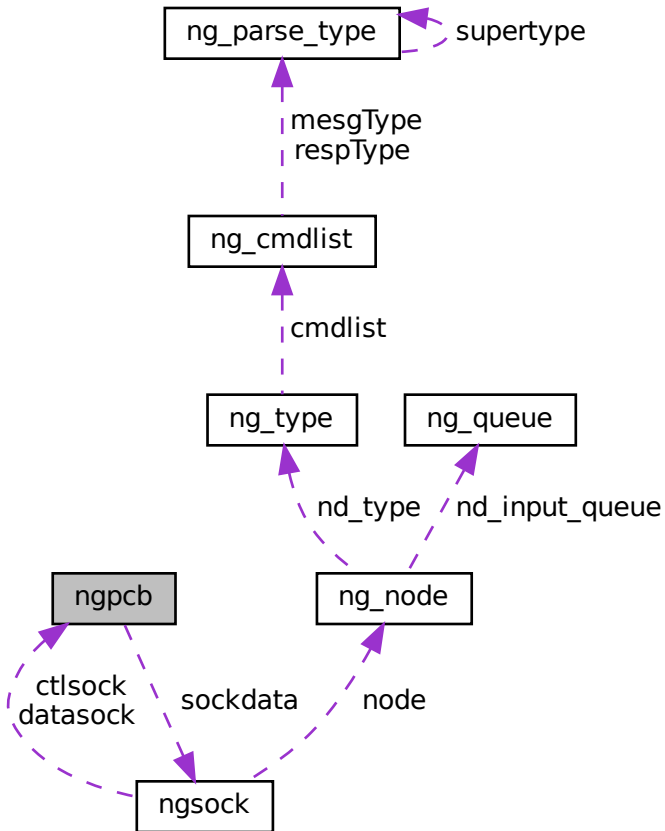 ng_parse_type
supertype
mesgType
respType
ng_cmdlist
cmdlist
ng_type
ng_queue
nd_type
nd_input_queue
ngpcb
ng_node
ctlsock
datasock
sockdata
node
ngsock